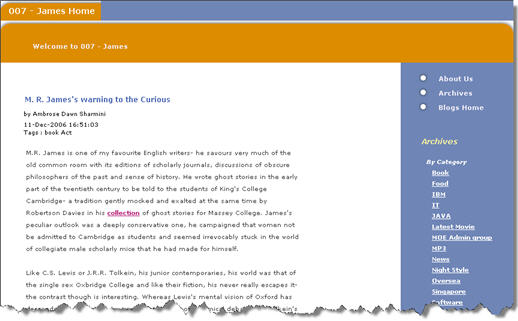 007 - James Home
Welcome to 007 - James
About Us
Archives
Blogs Home
M. R. James's warning to the Curious
by Ambrose Dawn Sharmini
11-Dec-2006 16:51:03
Tags : book Act
M.R. James is one of my favourite English writers- he savours very much of the
old common room with its editions of scholarly journals, discussions of obscure
philosophers of the past and sense of history. He wrote ghost stories in the early
part of the twentieth century to be told to the students of King's College
Cambridge- a tradition gently mocked and exalted at the same time by
Robertson Davies in his collection of ghost stories for Massey College. James's
peculiar outlook was a deeply conservative one, he campaigned that women not
be admitted to Cambridge as students and seemed irrevocably stuck in the world
of collegiate male scholarly mice that he had made for himself.
Like C.S. Levis or J.R.R. Tolkein, his junior contemporaries, his world was that of
the single sex Oxbridge College and like their fiction, his never really escapes it-
the contrast though is interesting. Whereas Levis's mental vision of Oxford has
Archives
By Category
Book
Food
IBM
IT
JAVA
Latest Movie
MOE Admin group
MP3
News
Night Style
Oversea
Singapore
Software